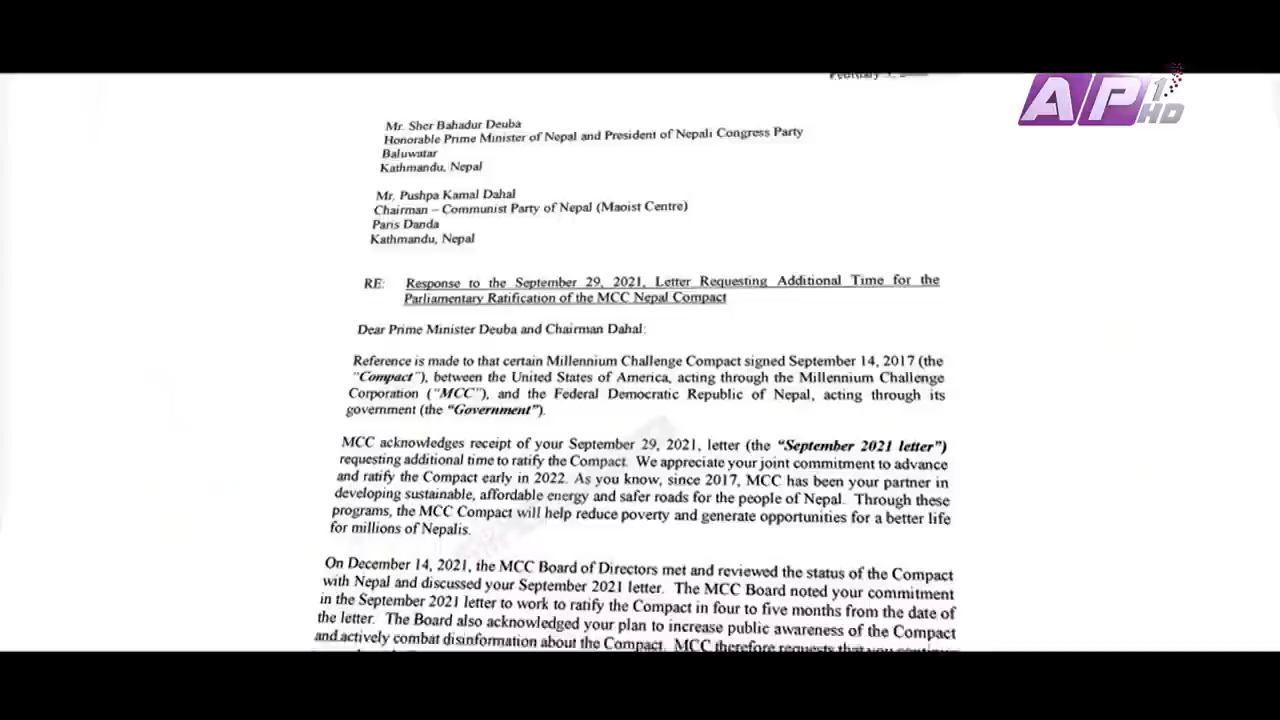 AP1 HD
Mr. Sher Bahadur Deuba
Honorable Prime Minister of Nepal and President of Nepali Congress Party
Baluwatar
Kathmandu, Nepal
Mr. Pushpa Kamal Dahal
Chairman – Communist Party of Nepal (Maoist Centre)
Paris Danda
Kathmandu, Nepal
RE: Response to the September 29, 2021, Letter Requesting Additional Time for the
Parliamentary Ratification of the MCC Nepal Compact
Dear Prime Minister Deuba and Chairman Dahal:
Reference is made to that certain Millennium Challenge Compact signed September 14, 2017 (the
"Compact"), between the United States of America, acting through the Millennium Challenge
Corporation ("MCC"), and the Federal Democratic Republic of Nepal, acting through its
government (the "Government").
MCC acknowledges receipt of your September 29, 2021, letter (the "September 2021 letter")
requesting additional time to ratify the Compact. We appreciate your joint commitment to advance
and ratify the Compact early in 2022. As you know, since 2017, MCC has been your partner in
developing sustainable, affordable energy and safer roads for the people of Nepal. Through these
programs, the MCC Compact will help reduce poverty and generate opportunities for a better life
for millions of Nepalis.
On December 14, 2021, the MCC Board of Directors met and reviewed the status of the Compact
with Nepal and discussed your September 2021 letter. The MCC Board noted your commitment
in the September 2021 letter to work to ratify the Compact in four to five months from the date of
the letter. The Board also acknowledged your plan to increase public awareness of the Compact
and actively combat disinformation about the Compact. MCC therefore requests that you